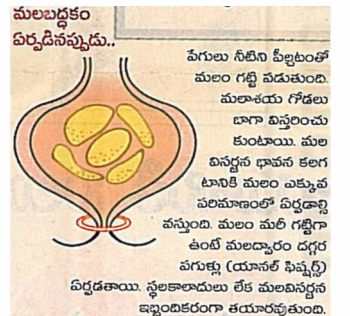 మలబద్ధకం
ఏర్పడినప్పుడు..
పేగులు నీటిని పీల్చటంతో
మలం గట్టి పడుతుంది.
మలాశయ గోడలు
బాగా విస్తరించు
కుంటాయి. మల
విసర్జన భావన కలగ
టానికి మలం ఎక్కువ
పరిమాణంలో ఏర్పడాల్సి
వస్తుంది. మలం మరీ గట్టిగా
ఉంటే మలద్వారం దగ్గర
పగుళ్లు (యానల్ ఫిషర్స్)
ఏర్పడతాయి. స్థలకాలాదులు లేక మలవిసర్జన
ఇబ్బందికరంగా తయారవుతుంది.